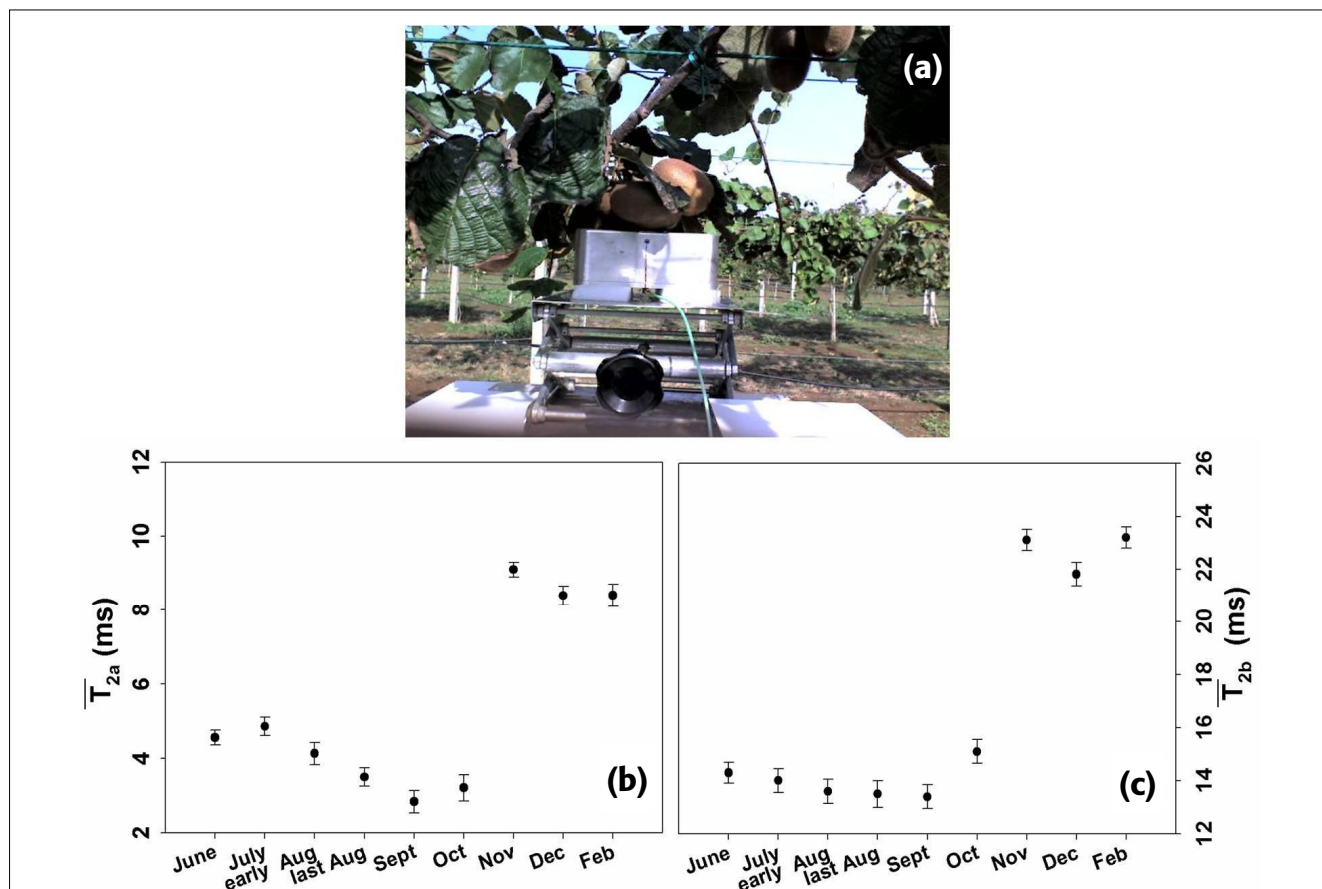 (a)
12
10
8
6
4
2
T2a (ms)
(b)
June
July
early Aug
last Aug
Sept
Oct
Nov
Dec
Feb
26
24
22
20
18
16
14
12
T2b (ms)
(c)
June
July
early Aug
last Aug
Sept
Oct
Nov
Dec
Feb